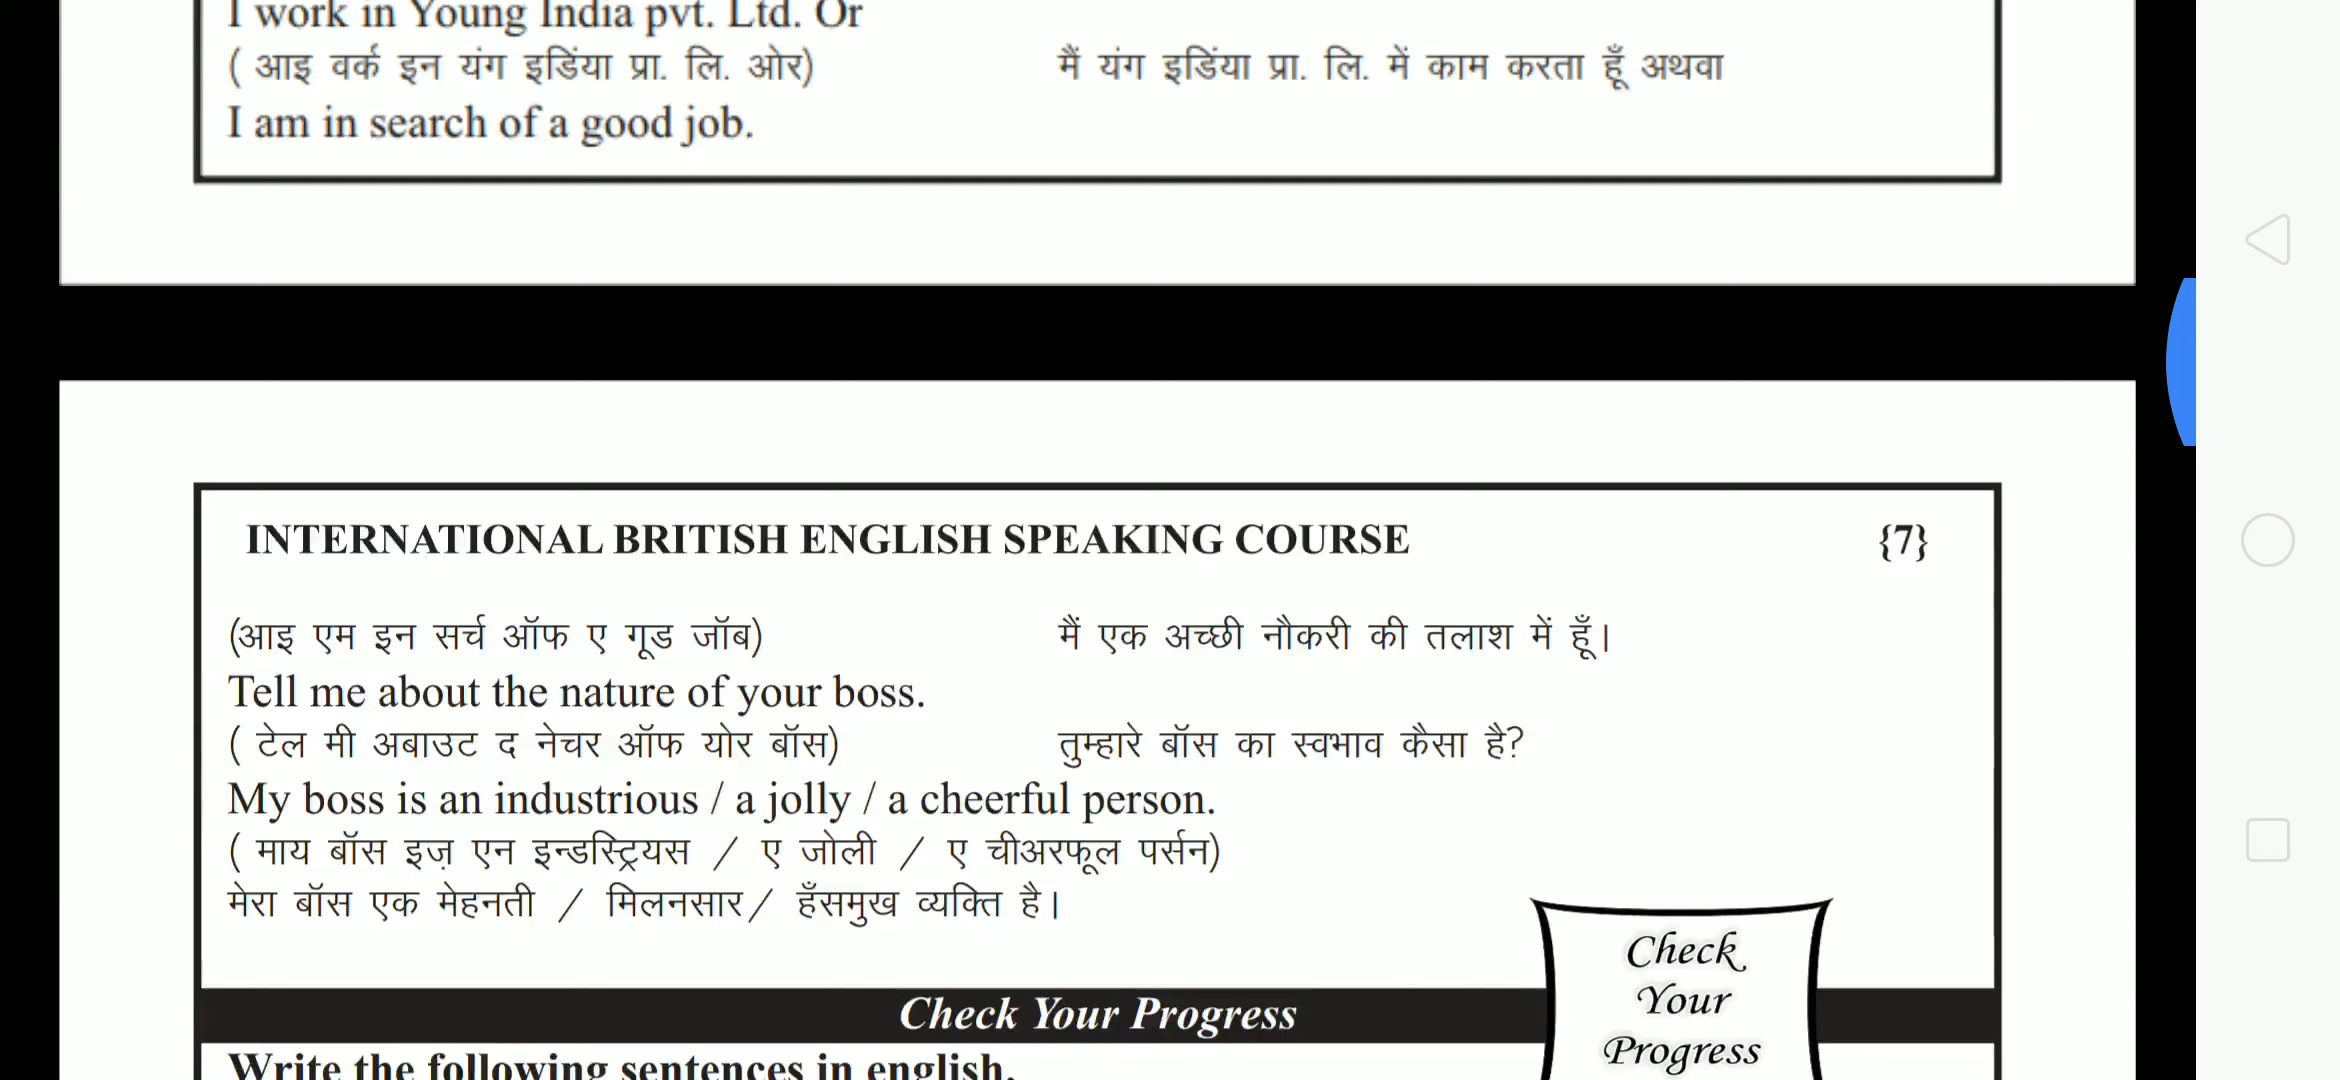 I work in Young India pvt. Ltd. Or
( आइ वर्क इन यंग इडिंया प्रा. लि. ओर) मैं यंग इडिंया प्रा. लि. में काम करता हूँ अथवा
I am in search of a good job.
INTERNATIONAL BRITISH ENGLISH SPEAKING COURSE {7}
(आइ एम इन सर्च ऑफ ए गूड जॉब) मैं एक अच्छी नौकरी की तलाश में हूँ।
Tell me about the nature of your boss.
( टेल मी अबाउट द नेचर ऑफ योर बॉस) तुम्हारे बॉस का स्वभाव कैसा है?
My boss is an industrious / a jolly / a cheerful person.
( माय बॉस इज़ एन इन्डस्ट्रियस / ए जोली / ए चीअरफूल पर्सन)
मेरा बॉस एक मेहनती / मिलनसार/ हँसमुख व्यक्ति है।
Check Your Progress
Check
Your
Progress
Write the following sentences in english.